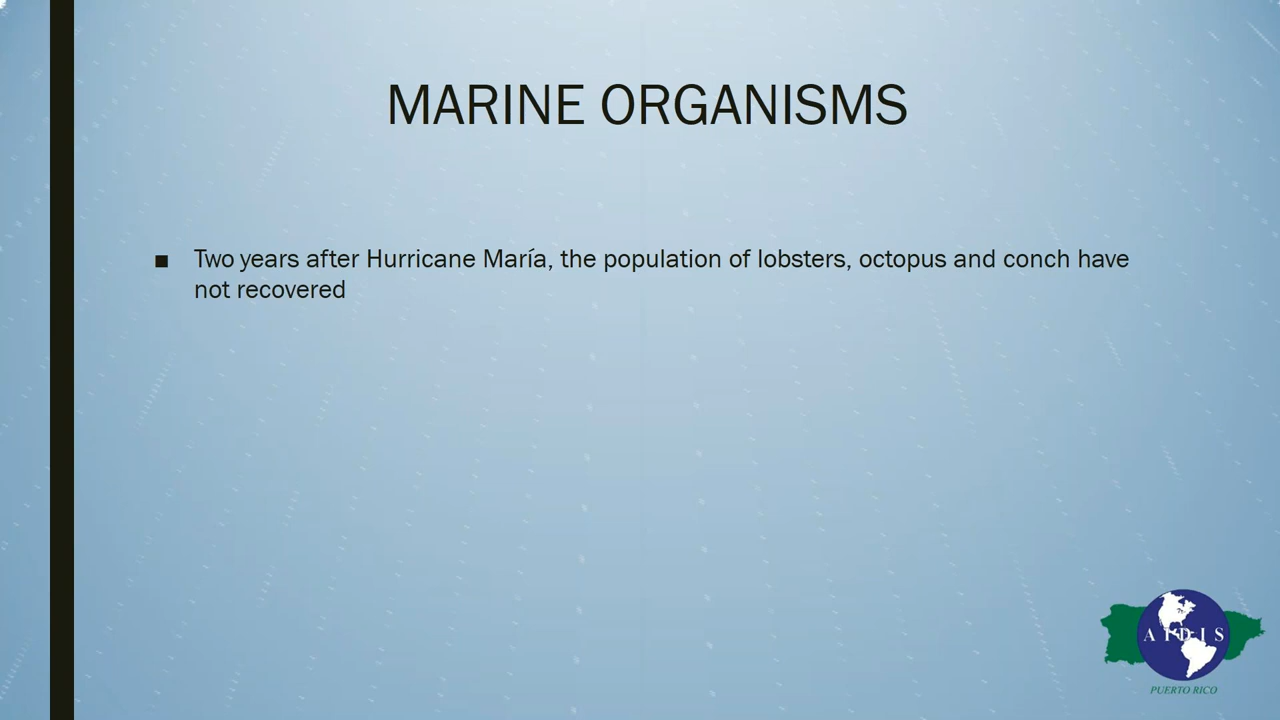 MARINE ORGANISMS
■ Two years after Hurricane María, the population of lobsters, octopus and conch have
not recovered
AIDIS
PUERTO RICO